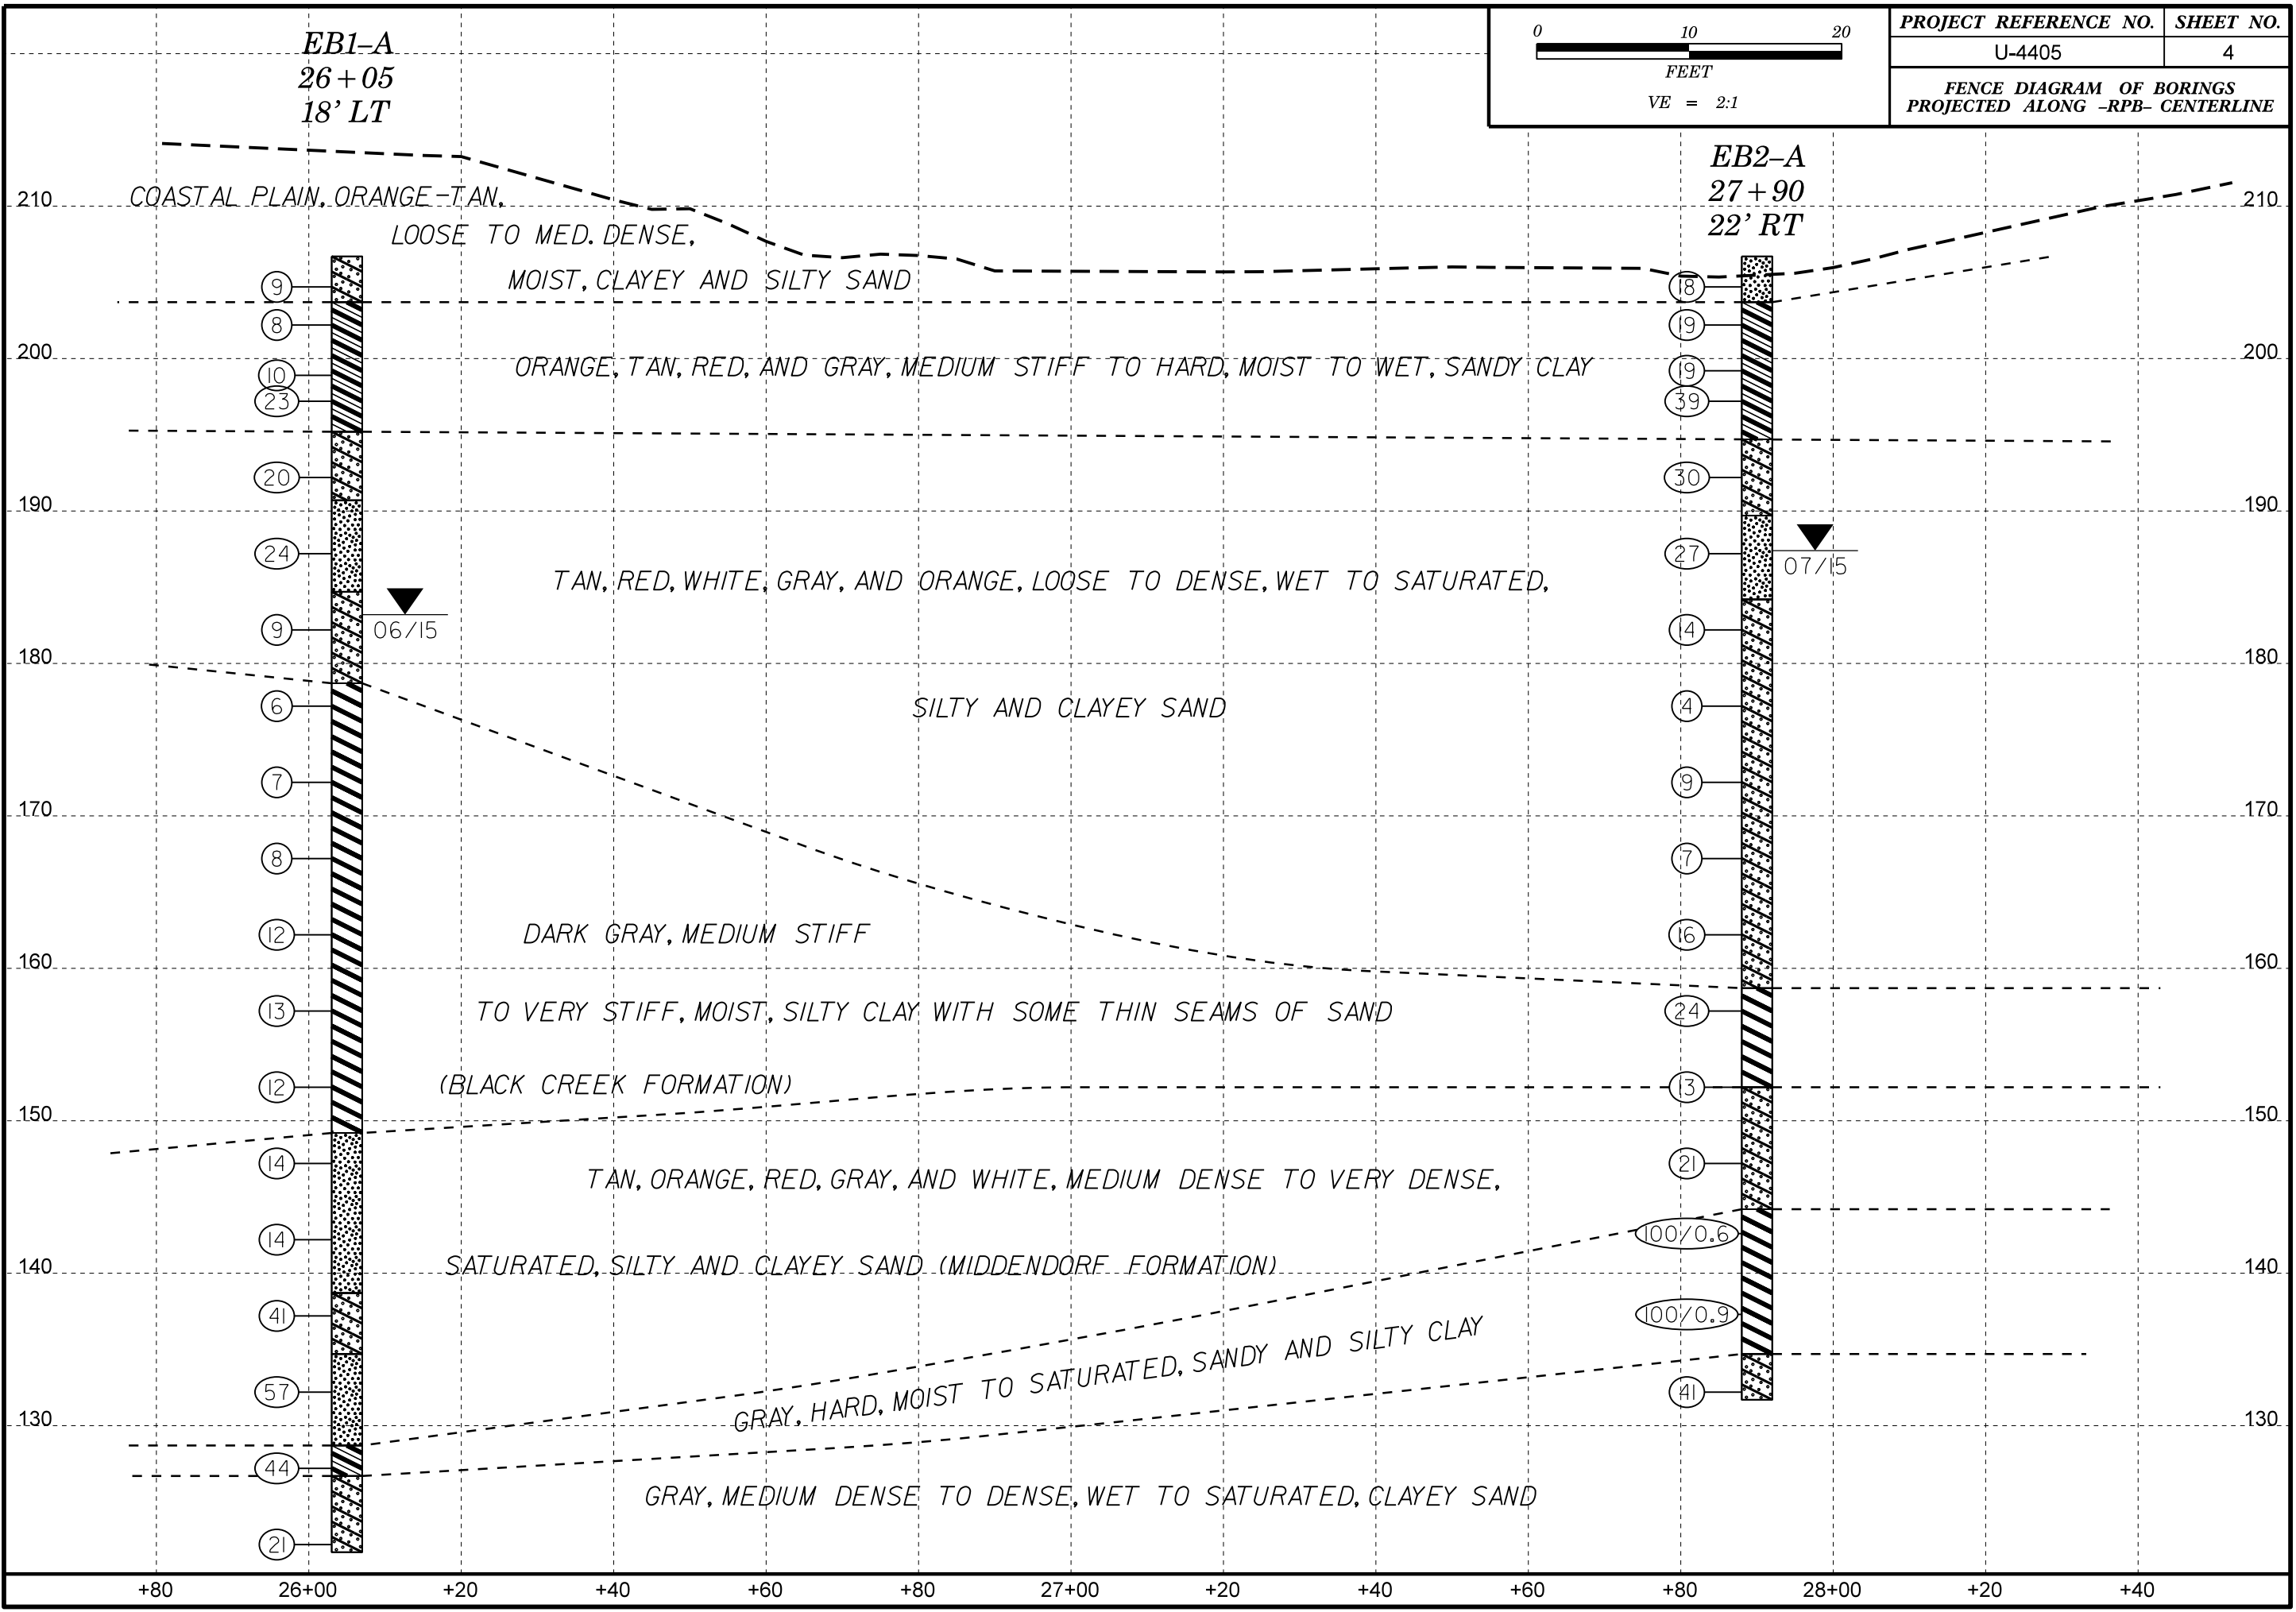 0 10 20
FEET
VE = 2:1
PROJECT REFERENCE NO. SHEET NO.
U-4405 4
FENCE DIAGRAM OF BORINGS
PROJECTED ALONG –RPB– CENTERLINE
EB1–A
26+05
18' LT
EB2–A
27+90
22' RT
210 210
COASTAL PLAIN, ORANGE-TAN,
LOOSE TO MED. DENSE,
MOIST, CLAYEY AND SILTY SAND
9 18
8 19
200 200
ORANGE, TAN, RED, AND GRAY, MEDIUM STIFF TO HARD, MOIST TO WET, SANDY CLAY
10 19
23 39
20 30
190 190
24 27
07/15
TAN, RED, WHITE, GRAY, AND ORANGE, LOOSE TO DENSE, WET TO SATURATED,
06/15
9 14
180 180
6 4
SILTY AND CLAYEY SAND
7 9
170 170
8 7
12 16
DARK GRAY, MEDIUM STIFF
160 160
13 24
TO VERY STIFF, MOIST, SILTY CLAY WITH SOME THIN SEAMS OF SAND
12 13
(BLACK CREEK FORMATION)
150 150
14 21
TAN, ORANGE, RED, GRAY, AND WHITE, MEDIUM DENSE TO VERY DENSE,
14 100/0.6
SATURATED, SILTY AND CLAYEY SAND (MIDDENDORF FORMATION)
140 140
41 100/0.9
GRAY, HARD, MOIST TO SATURATED, SANDY AND SILTY CLAY
57 41
130 130
44
GRAY, MEDIUM DENSE TO DENSE, WET TO SATURATED, CLAYEY SAND
21
+80 26+00 +20 +40 +60 +80 27+00 +20 +40 +60 +80 28+00 +20 +40